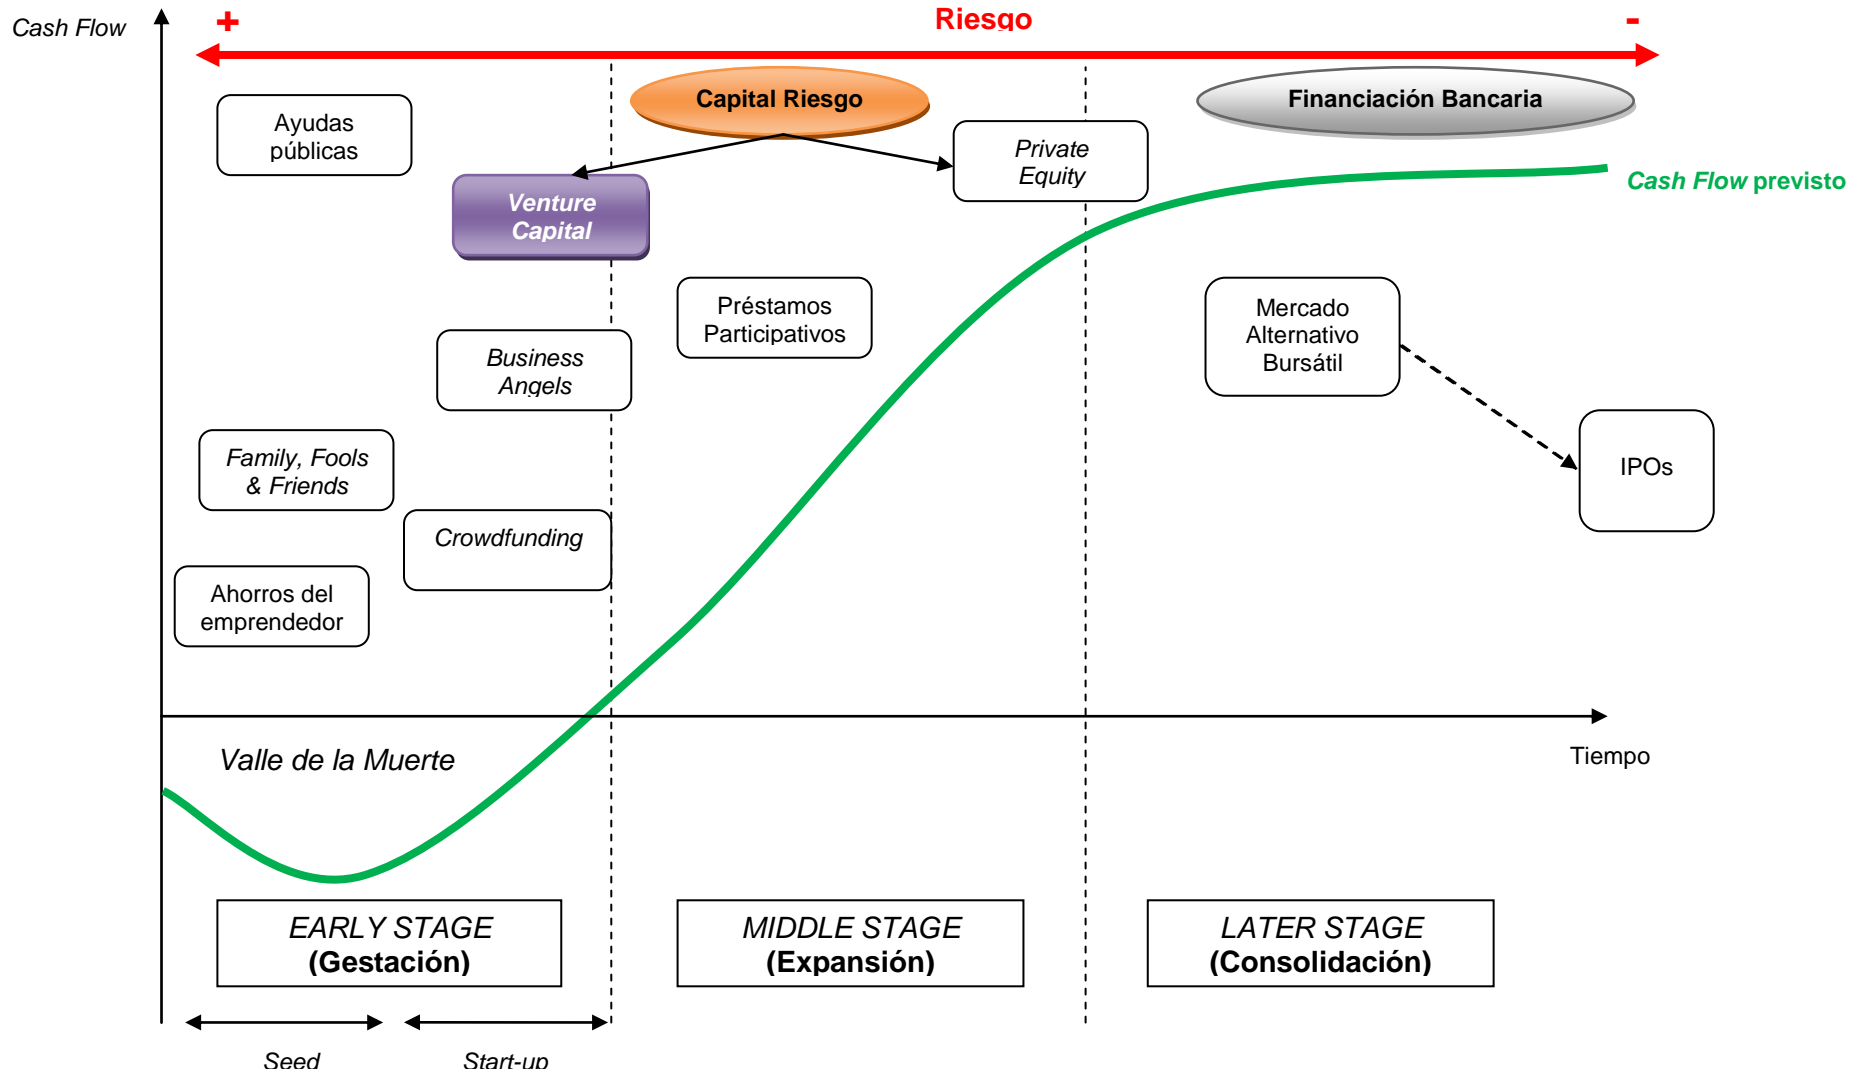 Cash Flow
+
Riesgo
-
Capital Riesgo
Financiación Bancaria
Ayudas
públicas
Private
Equity
Cash Flow previsto
Venture
Capital
Préstamos
Participativos
Mercado
Alternativo
Bursátil
Business
Angels
Family, Fools
& Friends
IPOs
Crowdfunding
Ahorros del
emprendedor
Valle de la Muerte
Tiempo
EARLY STAGE
(Gestación)
MIDDLE STAGE
(Expansión)
LATER STAGE
(Consolidación)
Seed
Start-up